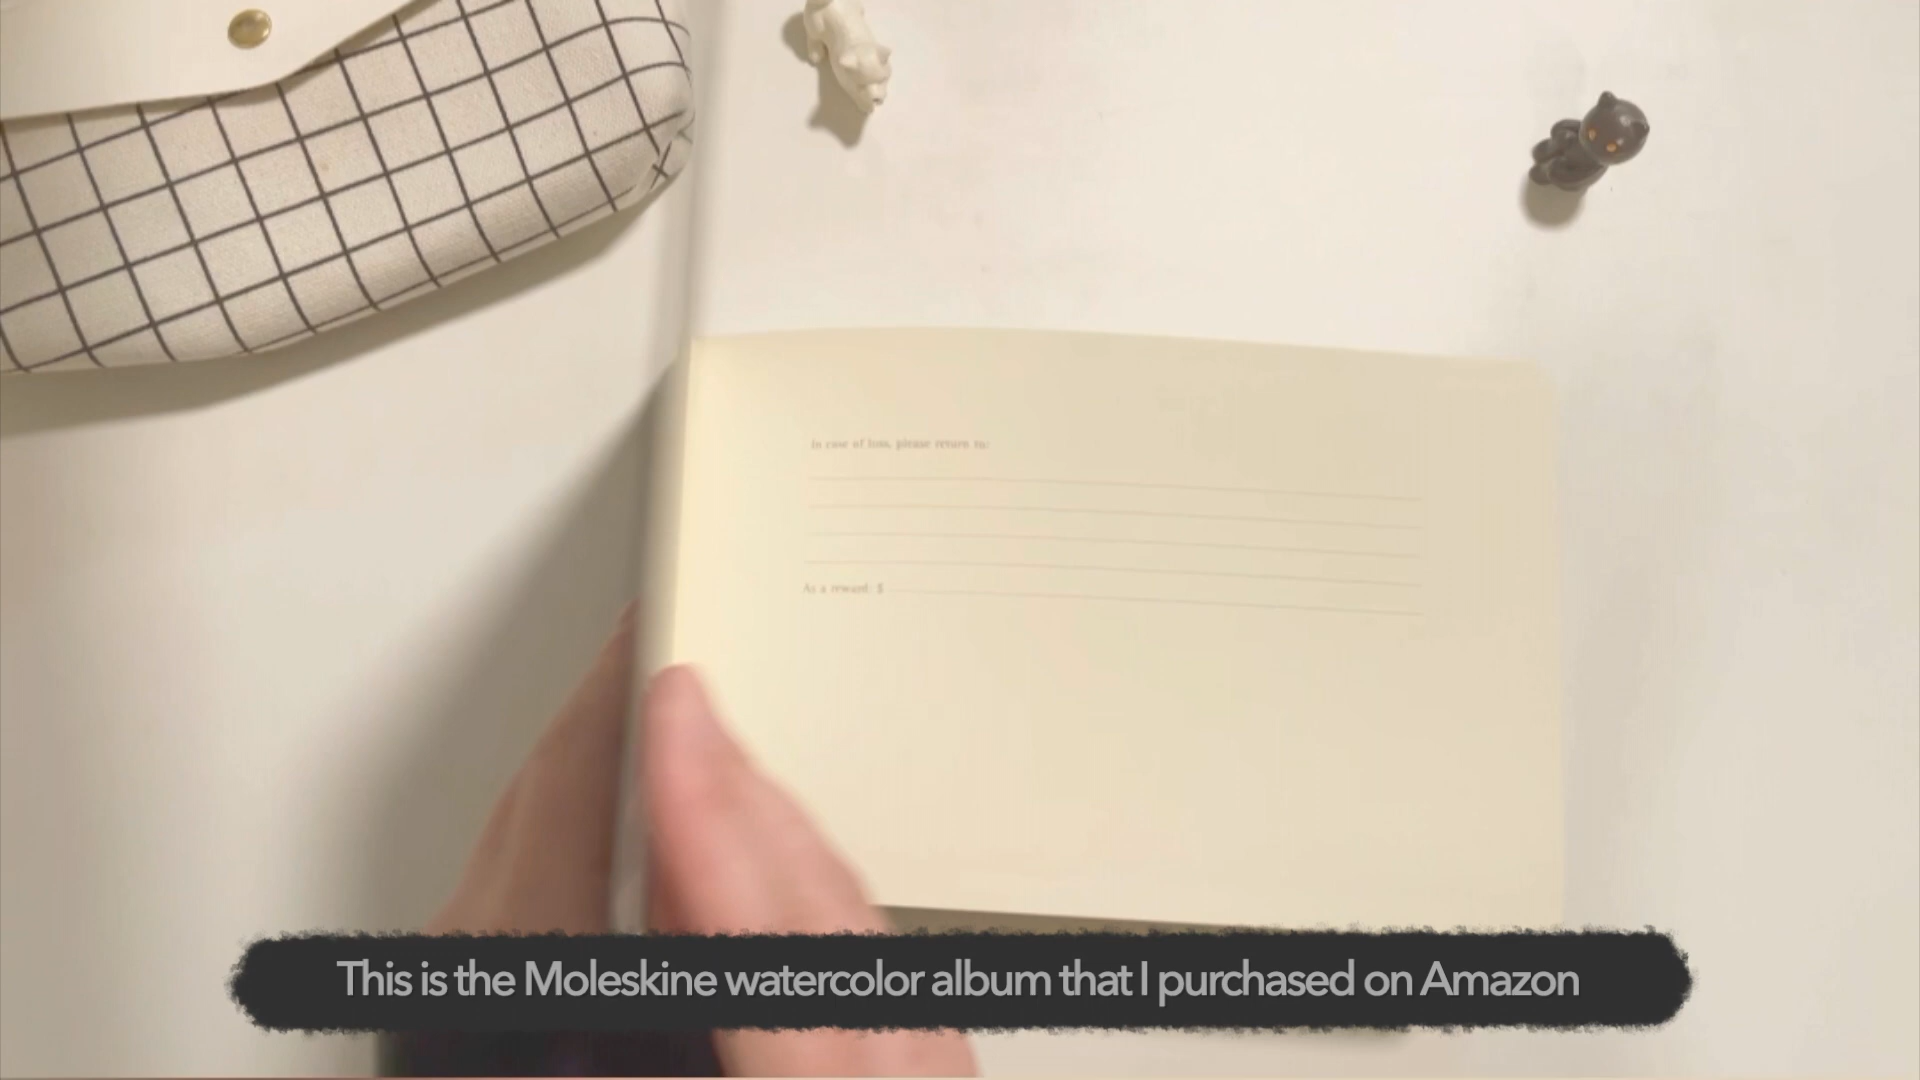 In case of loss, please return to:
As a reward: $
This is the Moleskine watercolor album that I purchased on Amazon